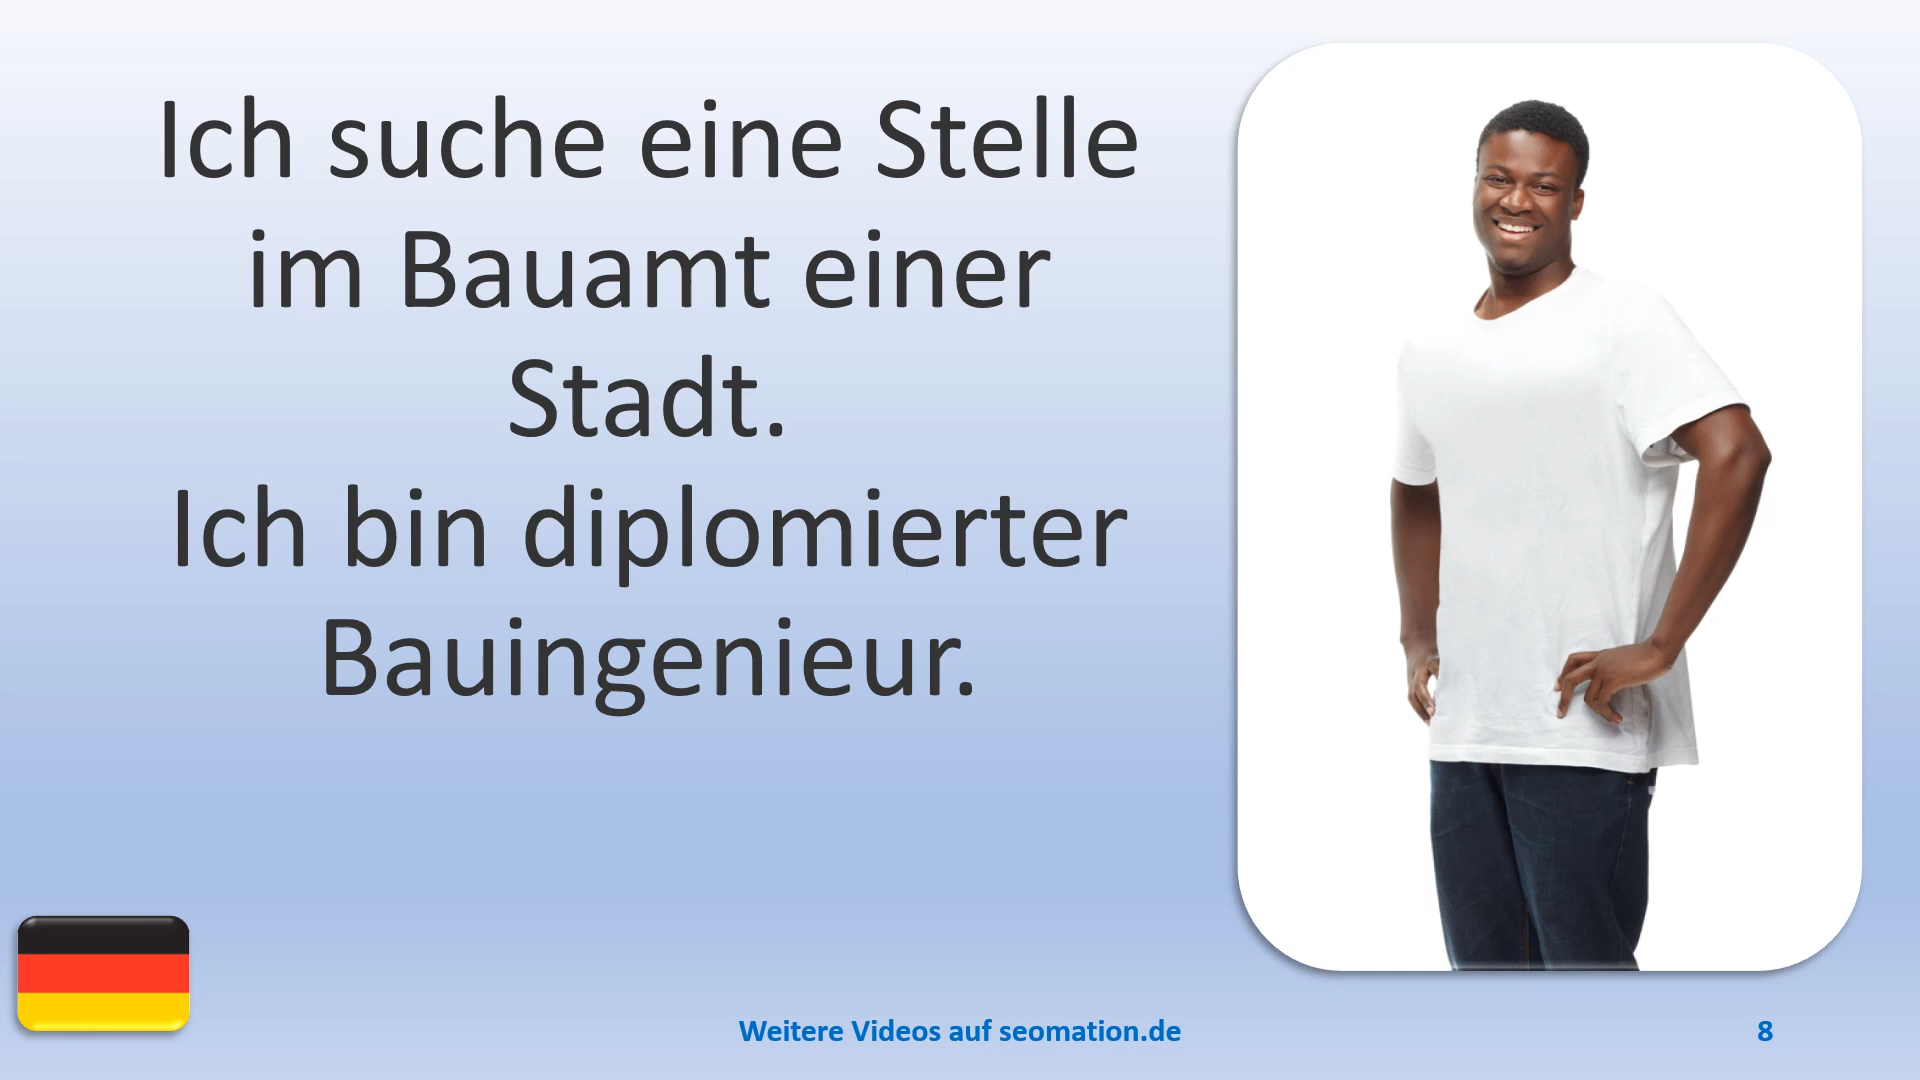 Ich suche eine Stelle
im Bauamt einer
Stadt.
Ich bin diplomierter
Bauingenieur.
Weitere Videos auf seomation.de
8